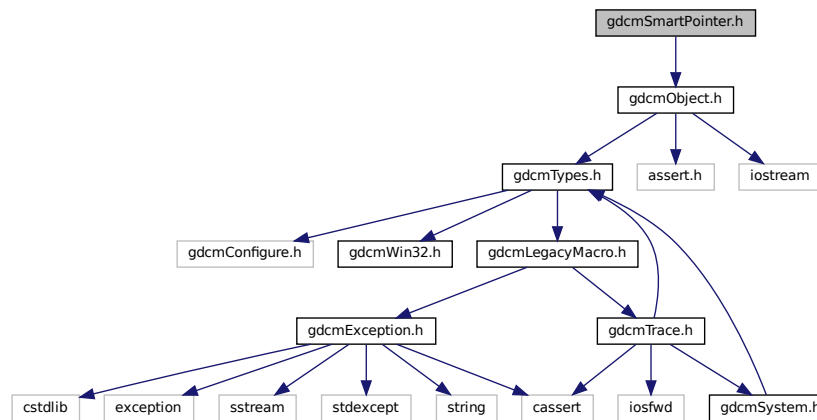 gdcmSmartPointer.h
gdcmObject.h
gdcmTypes.h
assert.h
iostream
gdcmConfigure.h
gdcmWin32.h
gdcmLegacyMacro.h
gdcmException.h
gdcmTrace.h
cstdlib
exception
sstream
stdexcept
string
cassert
iosfwd
gdcmSystem.h